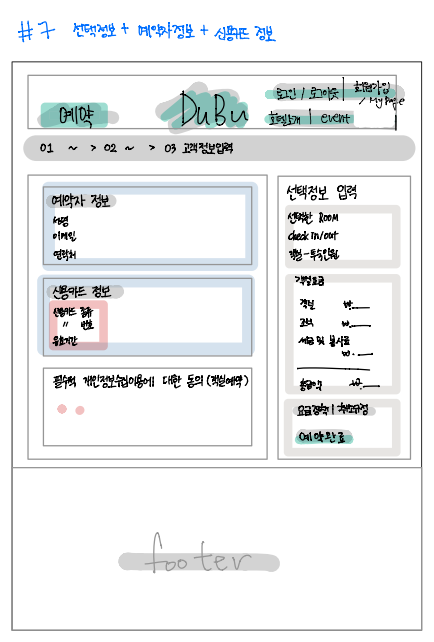 #7 선택정보 + 예약자정보 + 신용카드 정보
예약
DuBu
로그인 / 로그아웃 | 회원가입 / My Page
호텔소개 | event
01 ~ > 02 ~ > 03 고객정보입력
예약자 정보
성명
이메일
연락처
신용카드 정보
신용카드 종류
" 번호
유효기간
필수적 개인정보수집이용에 대한 동의 (객실예약)
선택정보 입력
선택한 ROOM
check in/out
객실-투숙인원
객실요금
객실 ₩.
₩.
세금 및 봉사료
₩.
총금액 ₩.
요금정책 | 취소규정
예약완료
footer